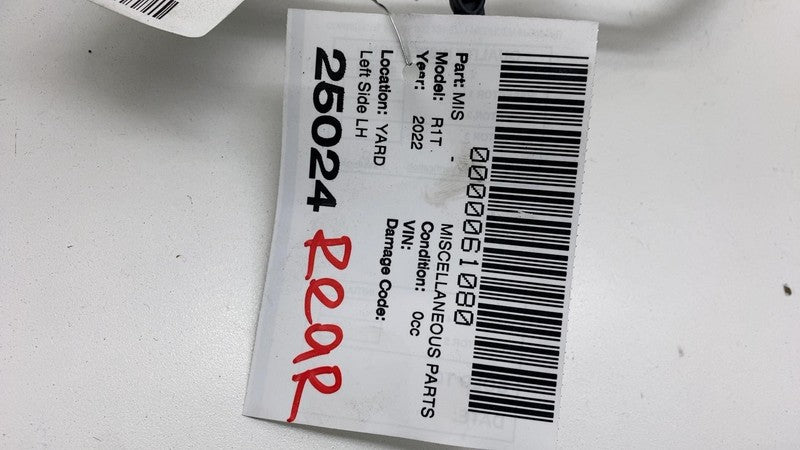 0000061080
Part: MIS - MISCELLANEOUS PARTS
Model: R1T Condition: 0cc
Year: 2022 VIN:
Damage Code:
Location: YARD
Left Side LH
25024 REAR